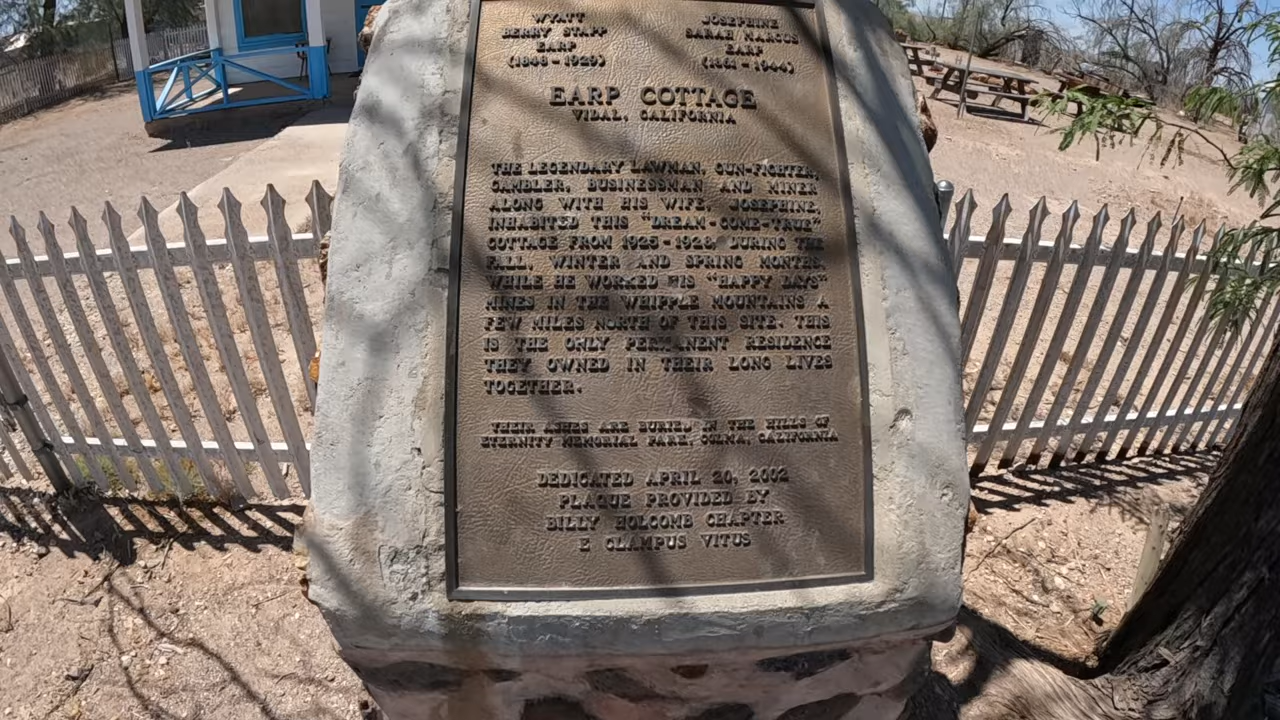 WYATT
BERRY STAPP
EARP
(1848-1929)
JOSEPHINE
SARAH MARCUS
EARP
(1861-1944)
EARP COTTAGE
VIDAL, CALIFORNIA
THE LEGENDARY LAWMAN, GUN-FIGHTER,
GAMBLER, BUSINESSMAN AND MINER
ALONG WITH HIS WIFE, JOSEPHINE,
INHABITED THIS "DREAM-COME-TRUE"
COTTAGE FROM 1925-1928 DURING THE
FALL, WINTER AND SPRING MONTHS,
WHILE HE WORKED HIS "HAPPY DAYS"
MINES IN THE WHIPPLE MOUNTAINS A
FEW MILES NORTH OF THIS SITE. THIS
IS THE ONLY PERMANENT RESIDENCE
THEY OWNED IN THEIR LONG LIVES
TOGETHER.
THEIR ASHES ARE BURIED IN THE HILLS OF
ETERNITY MEMORIAL PARK, COLMA, CALIFORNIA
DEDICATED APRIL 20, 2002
PLAQUE PROVIDED BY
BILLY HOLCOMB CHAPTER
E CLAMPUS VITUS